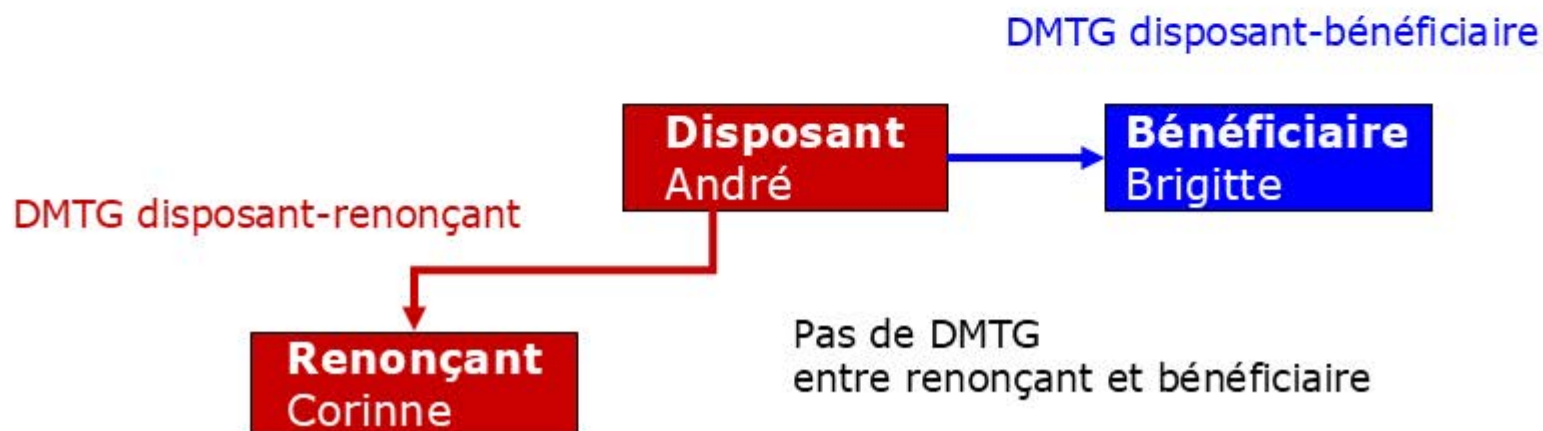 DMTG disposant-bénéficiaire
Disposant
André
Bénéficiaire
Brigitte
DMTG disposant-renonçant
Renonçant
Corinne
Pas de DMTG
entre renonçant et bénéficiaire